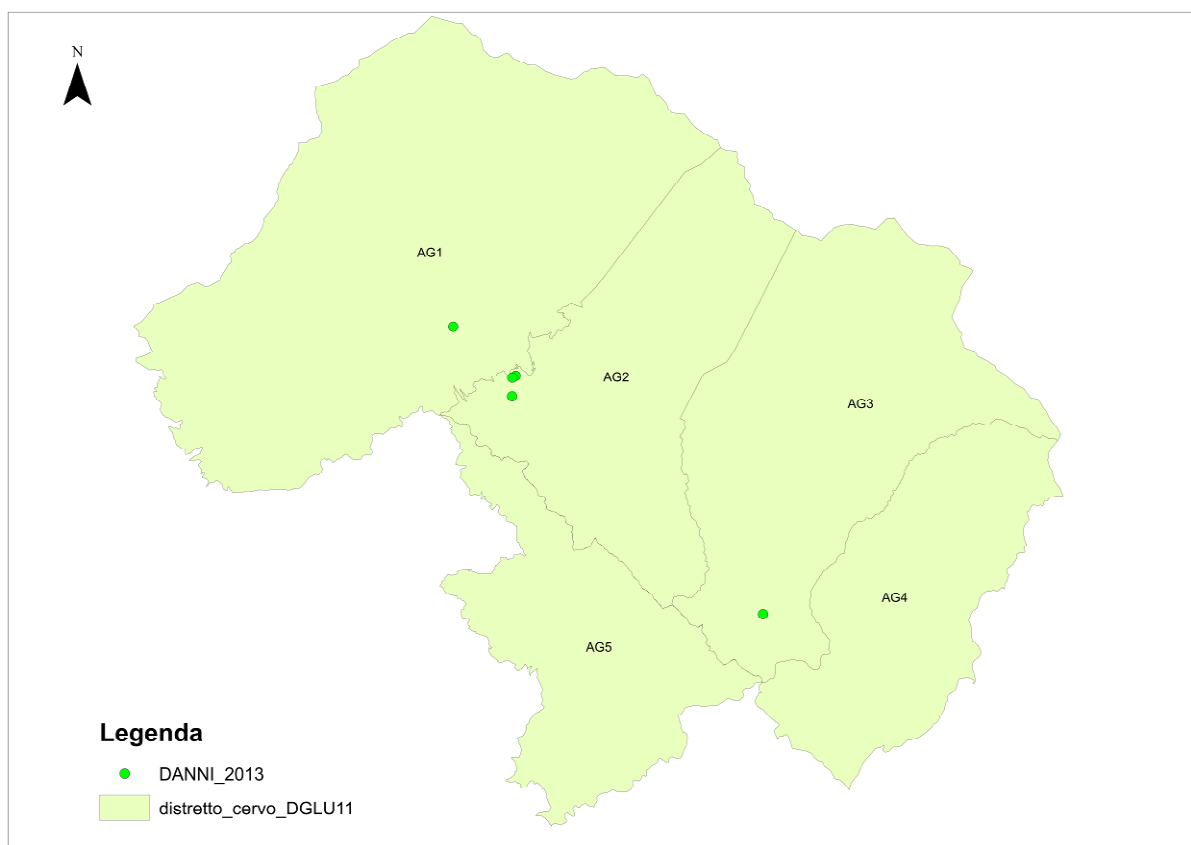 N
AG1
AG2
AG3
AG4
AG5
Legenda
DANNI_2013
distretto_cervo_DGLU11